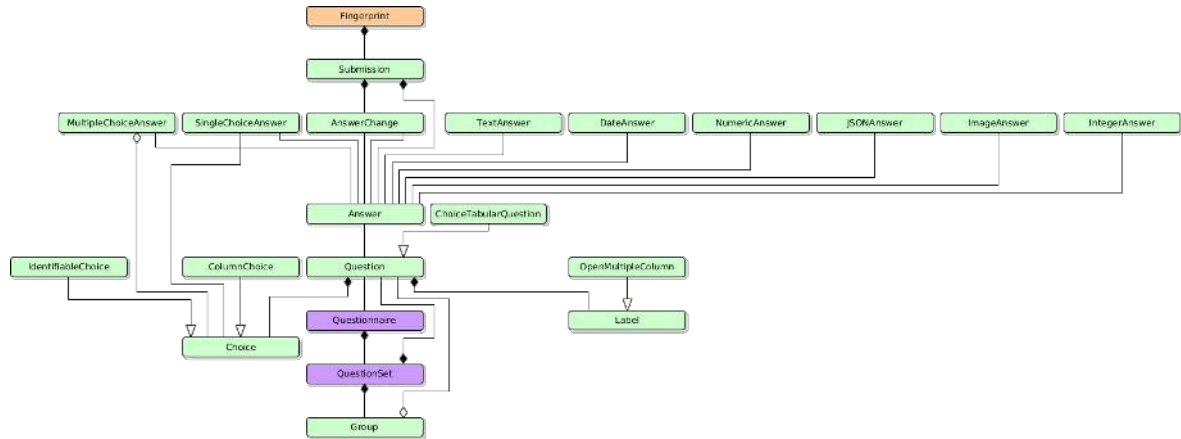 Fingerprint
Submission
MultipleChoiceAnswer
SingleChoiceAnswer
AnswerChange
TextAnswer
DateAnswer
NumericAnswer
JSONAnswer
ImageAnswer
IntegerAnswer
Answer
ChoiceTabularQuestion
IdentifiableChoice
ColumnChoice
Question
OpenMultipleColumn
Questionnaire
Label
Choice
QuestionSet
Group